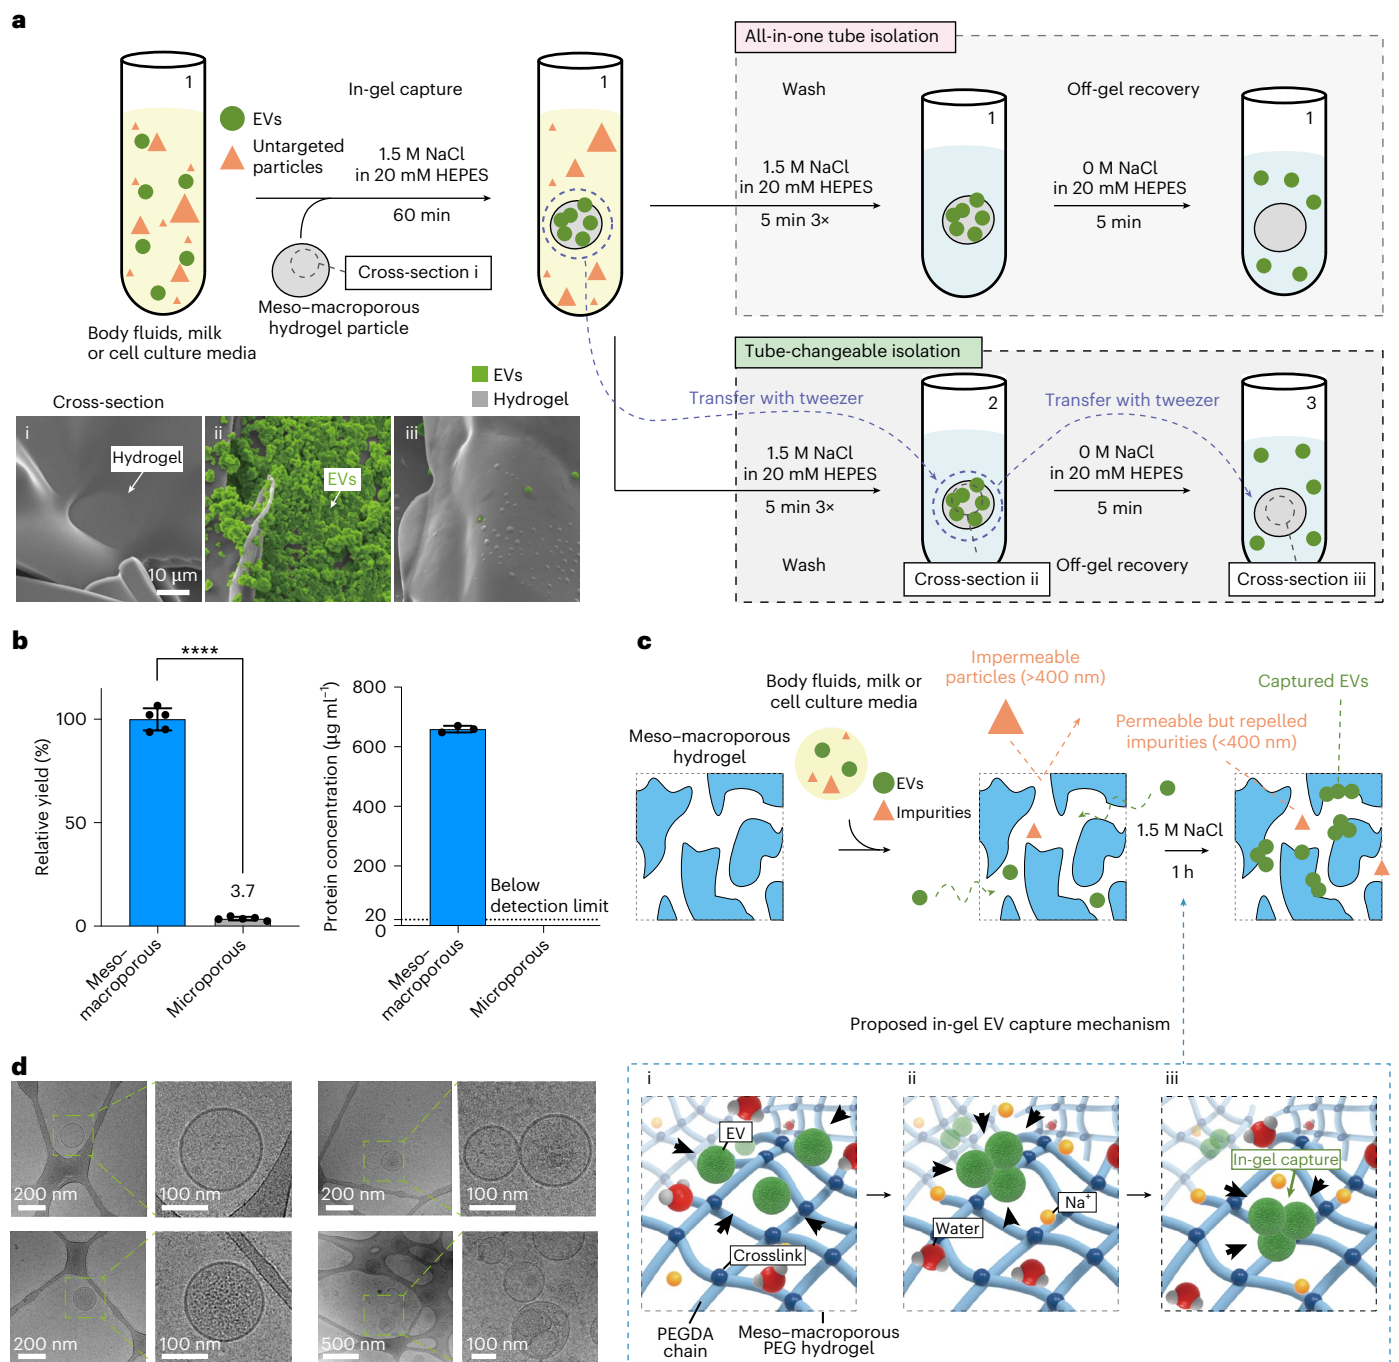 a
1
In-gel capture
EVs
Untargeted
particles
1.5 M NaCl
in 20 mM HEPES
60 min
Cross-section i
Meso–macroporous
hydrogel particle
Body fluids, milk
or cell culture media
1
All-in-one tube isolation
Wash
1.5 M NaCl
in 20 mM HEPES
5 min 3×
1
Off-gel recovery
0 M NaCl
in 20 mM HEPES
5 min
1
Tube-changeable isolation
Transfer with tweezer
1.5 M NaCl
in 20 mM HEPES
5 min 3×
Wash
2
Cross-section ii
Transfer with tweezer
0 M NaCl
in 20 mM HEPES
5 min
Off-gel recovery
3
Cross-section iii
EVs
Hydrogel
Cross-section
i
Hydrogel
10 µm
ii
EVs
iii
b
Relative yield (%)
100
50
0
****
3.7
Meso–
macroporous
Microporous
Protein concentration (µg ml−1)
800
600
400
200
20
0
Below
detection limit
Meso–
macroporous
Microporous
c
Meso–macroporous
hydrogel
Body fluids, milk or
cell culture media
EVs
Impurities
Impermeable
particles (>400 nm)
Permeable but repelled
impurities (<400 nm)
Captured EVs
1.5 M NaCl
1 h
Proposed in-gel EV capture mechanism
i
EV
Crosslink
PEGDA
chain
Meso–macroporous
PEG hydrogel
ii
Water
Na+
iii
In-gel capture
d
200 nm
100 nm
200 nm
100 nm
200 nm
100 nm
500 nm
100 nm